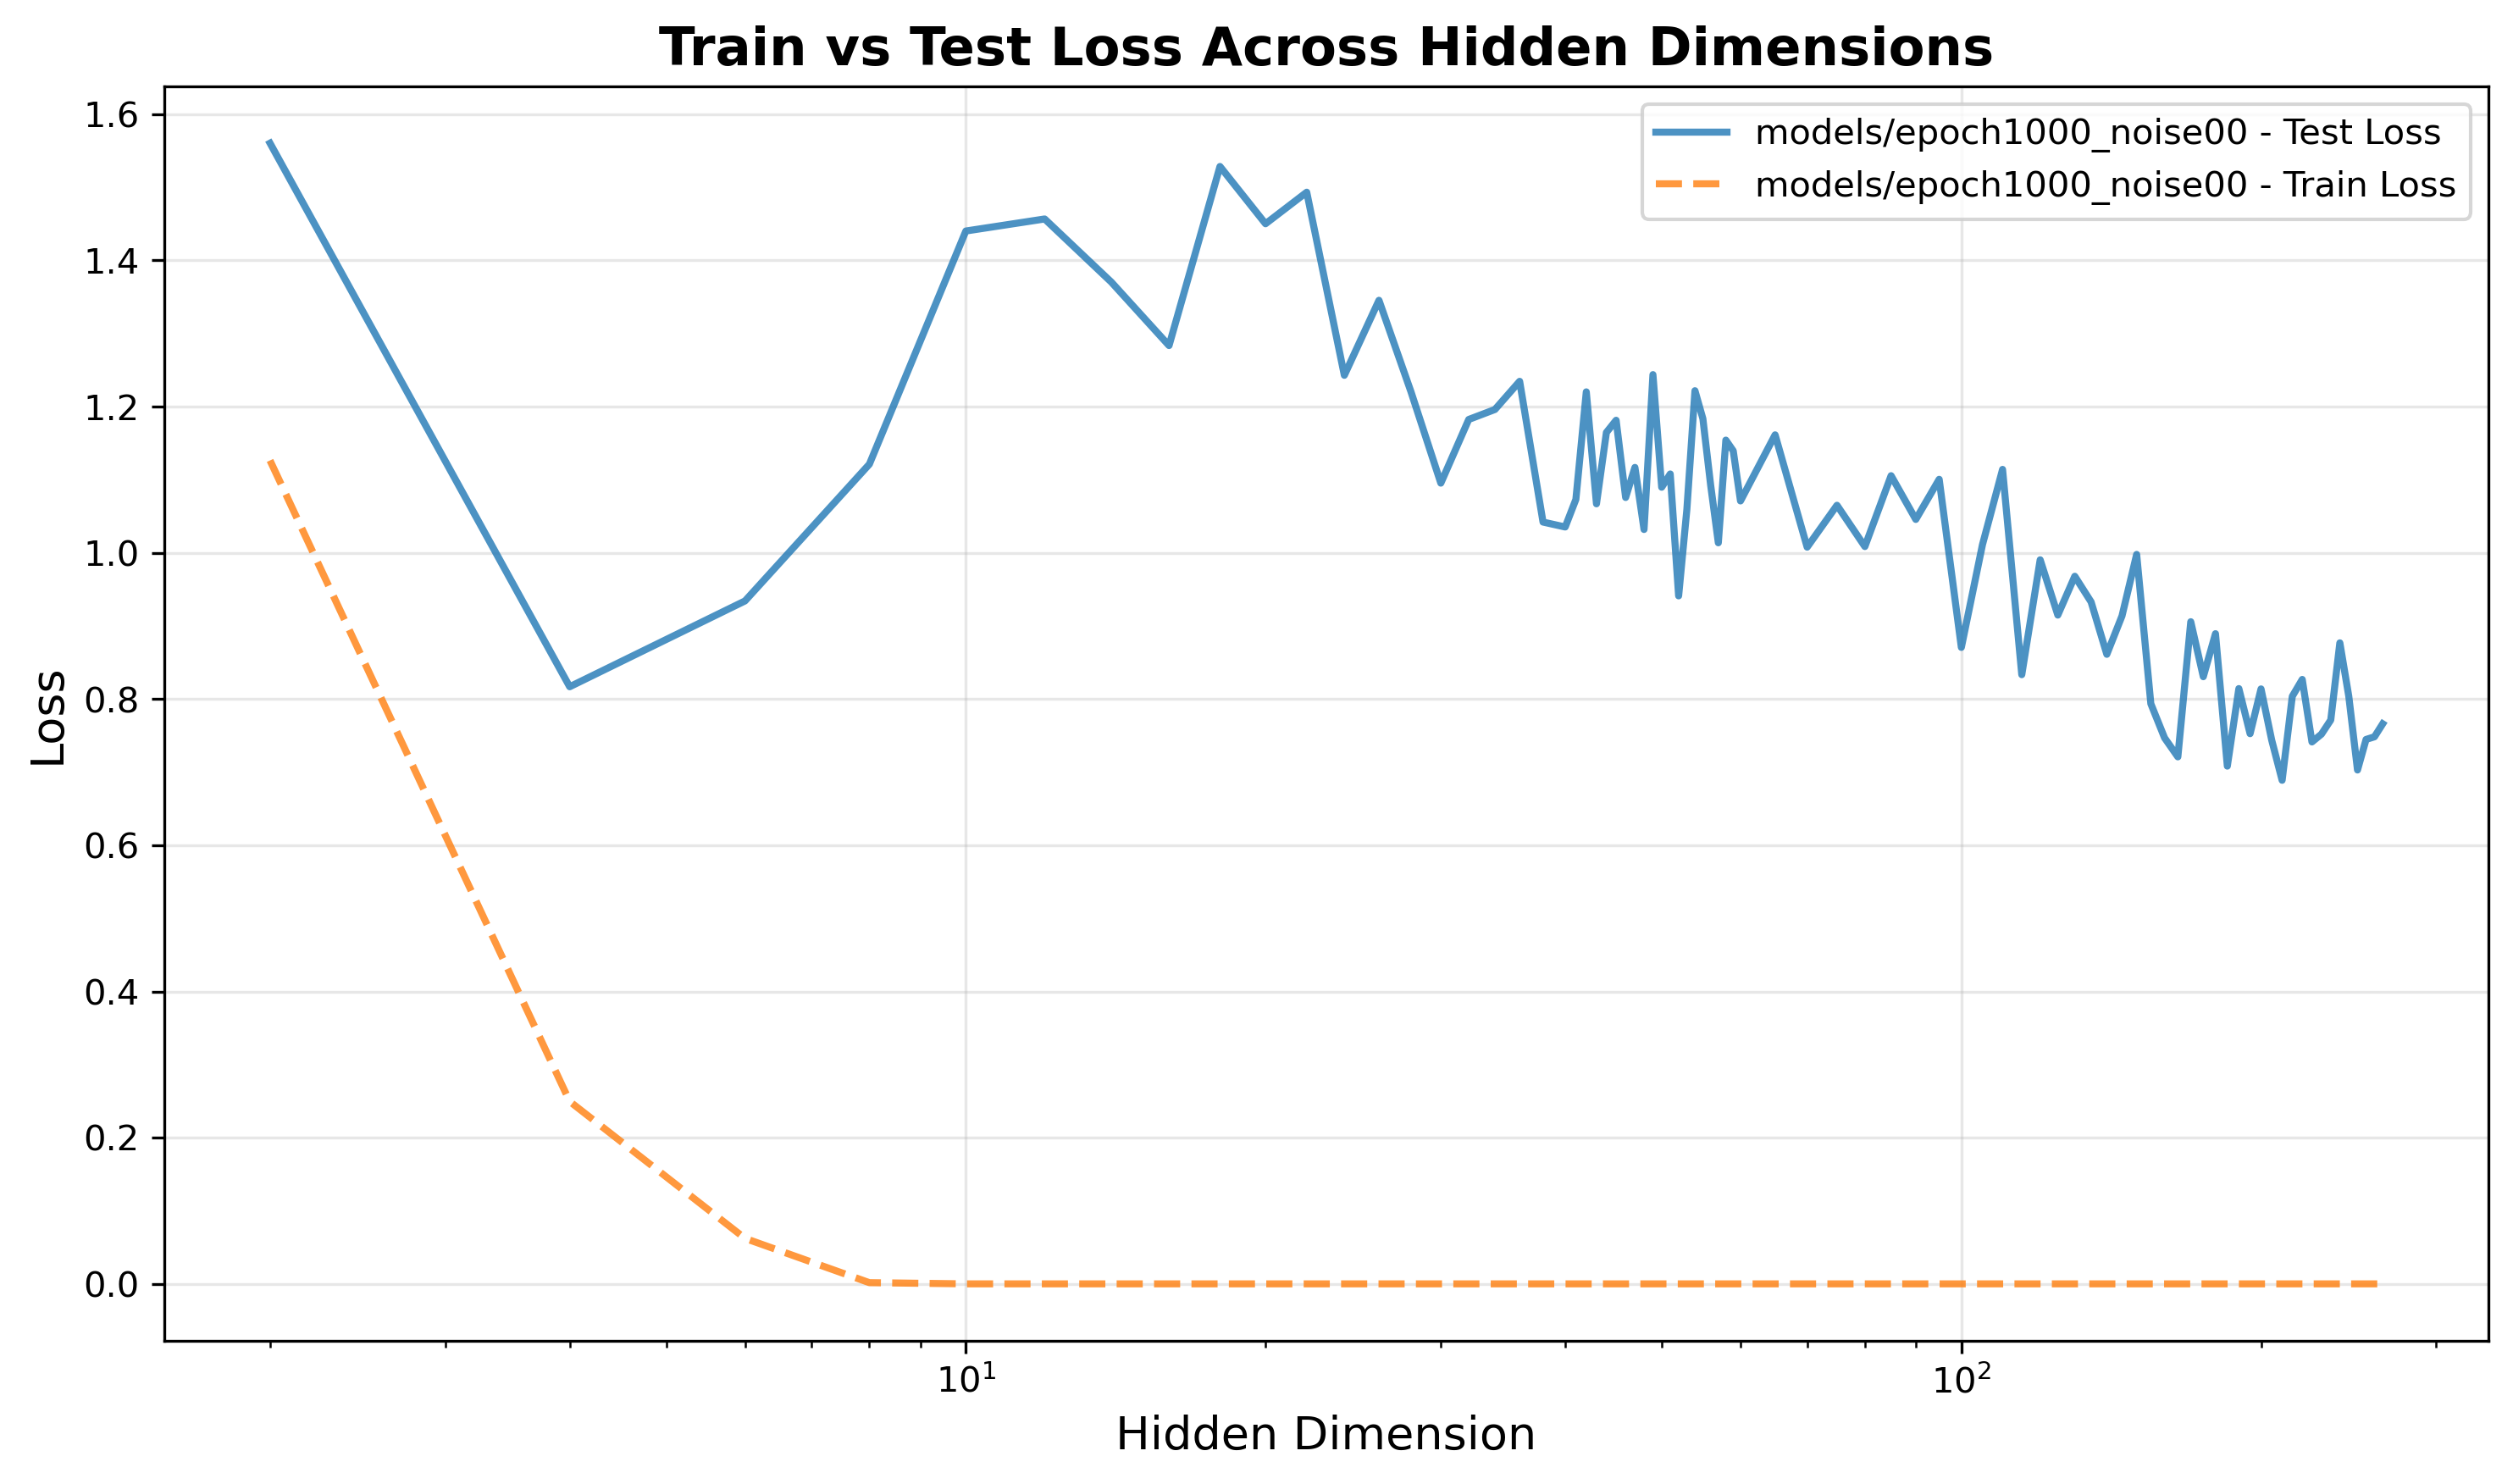 Train vs Test Loss Across Hidden Dimensions
models/epoch1000_noise00 - Test Loss
models/epoch1000_noise00 - Train Loss
Loss
1.6
1.4
1.2
1.0
0.8
0.6
0.4
0.2
0.0
10¹
10²
Hidden Dimension